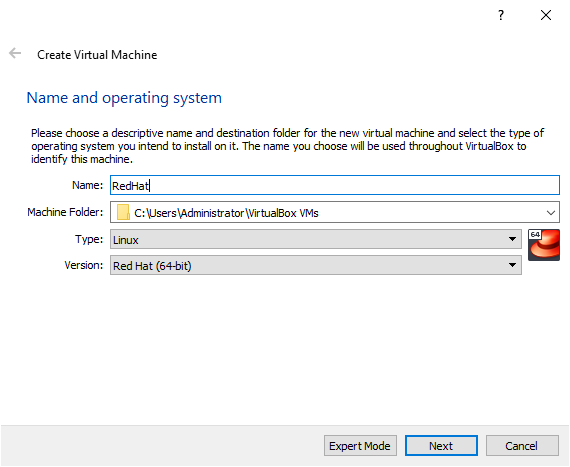 ?
Create Virtual Machine
Name and operating system
Please choose a descriptive name and destination folder for the new virtual machine and select the type of
operating system you intend to install on it. The name you choose will be used throughout VirtualBox to
identify this machine.
Name: RedHat
Machine Folder: C:\Users\Administrator\VirtualBox VMs
Type: Linux
64
Version: Red Hat (64-bit)
Expert Mode Next Cancel